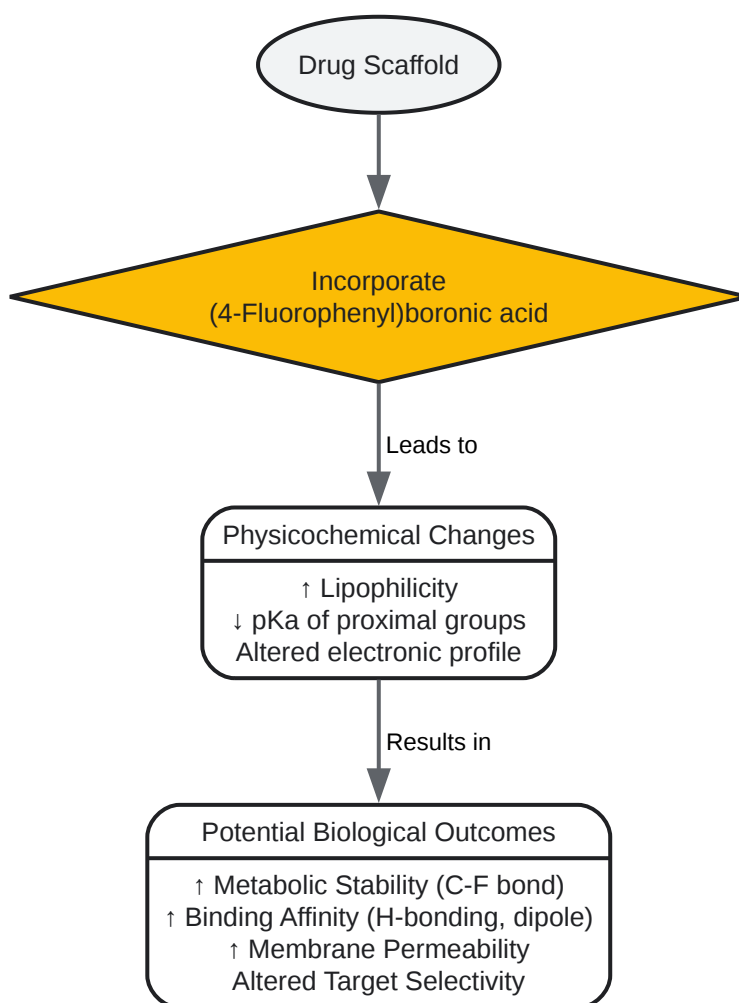 Drug Scaffold
Incorporate
(4-Fluorophenyl)boronic acid
Leads to
Physicochemical Changes
↑ Lipophilicity
↓ pKa of proximal groups
Altered electronic profile
Results in
Potential Biological Outcomes
↑ Metabolic Stability (C-F bond)
↑ Binding Affinity (H-bonding, dipole)
↑ Membrane Permeability
Altered Target Selectivity